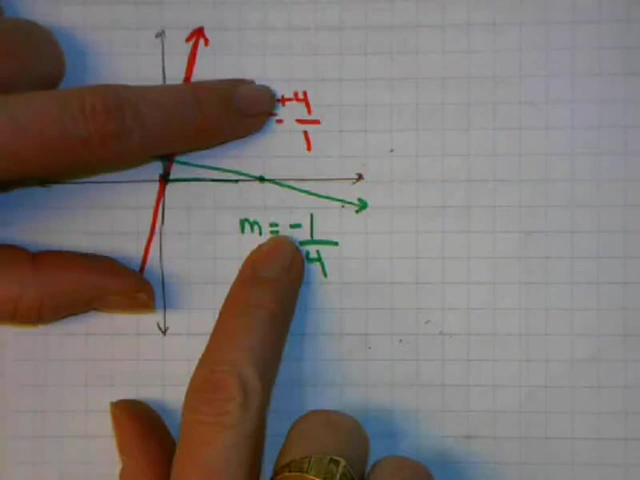 = +4
1
m = -1
4